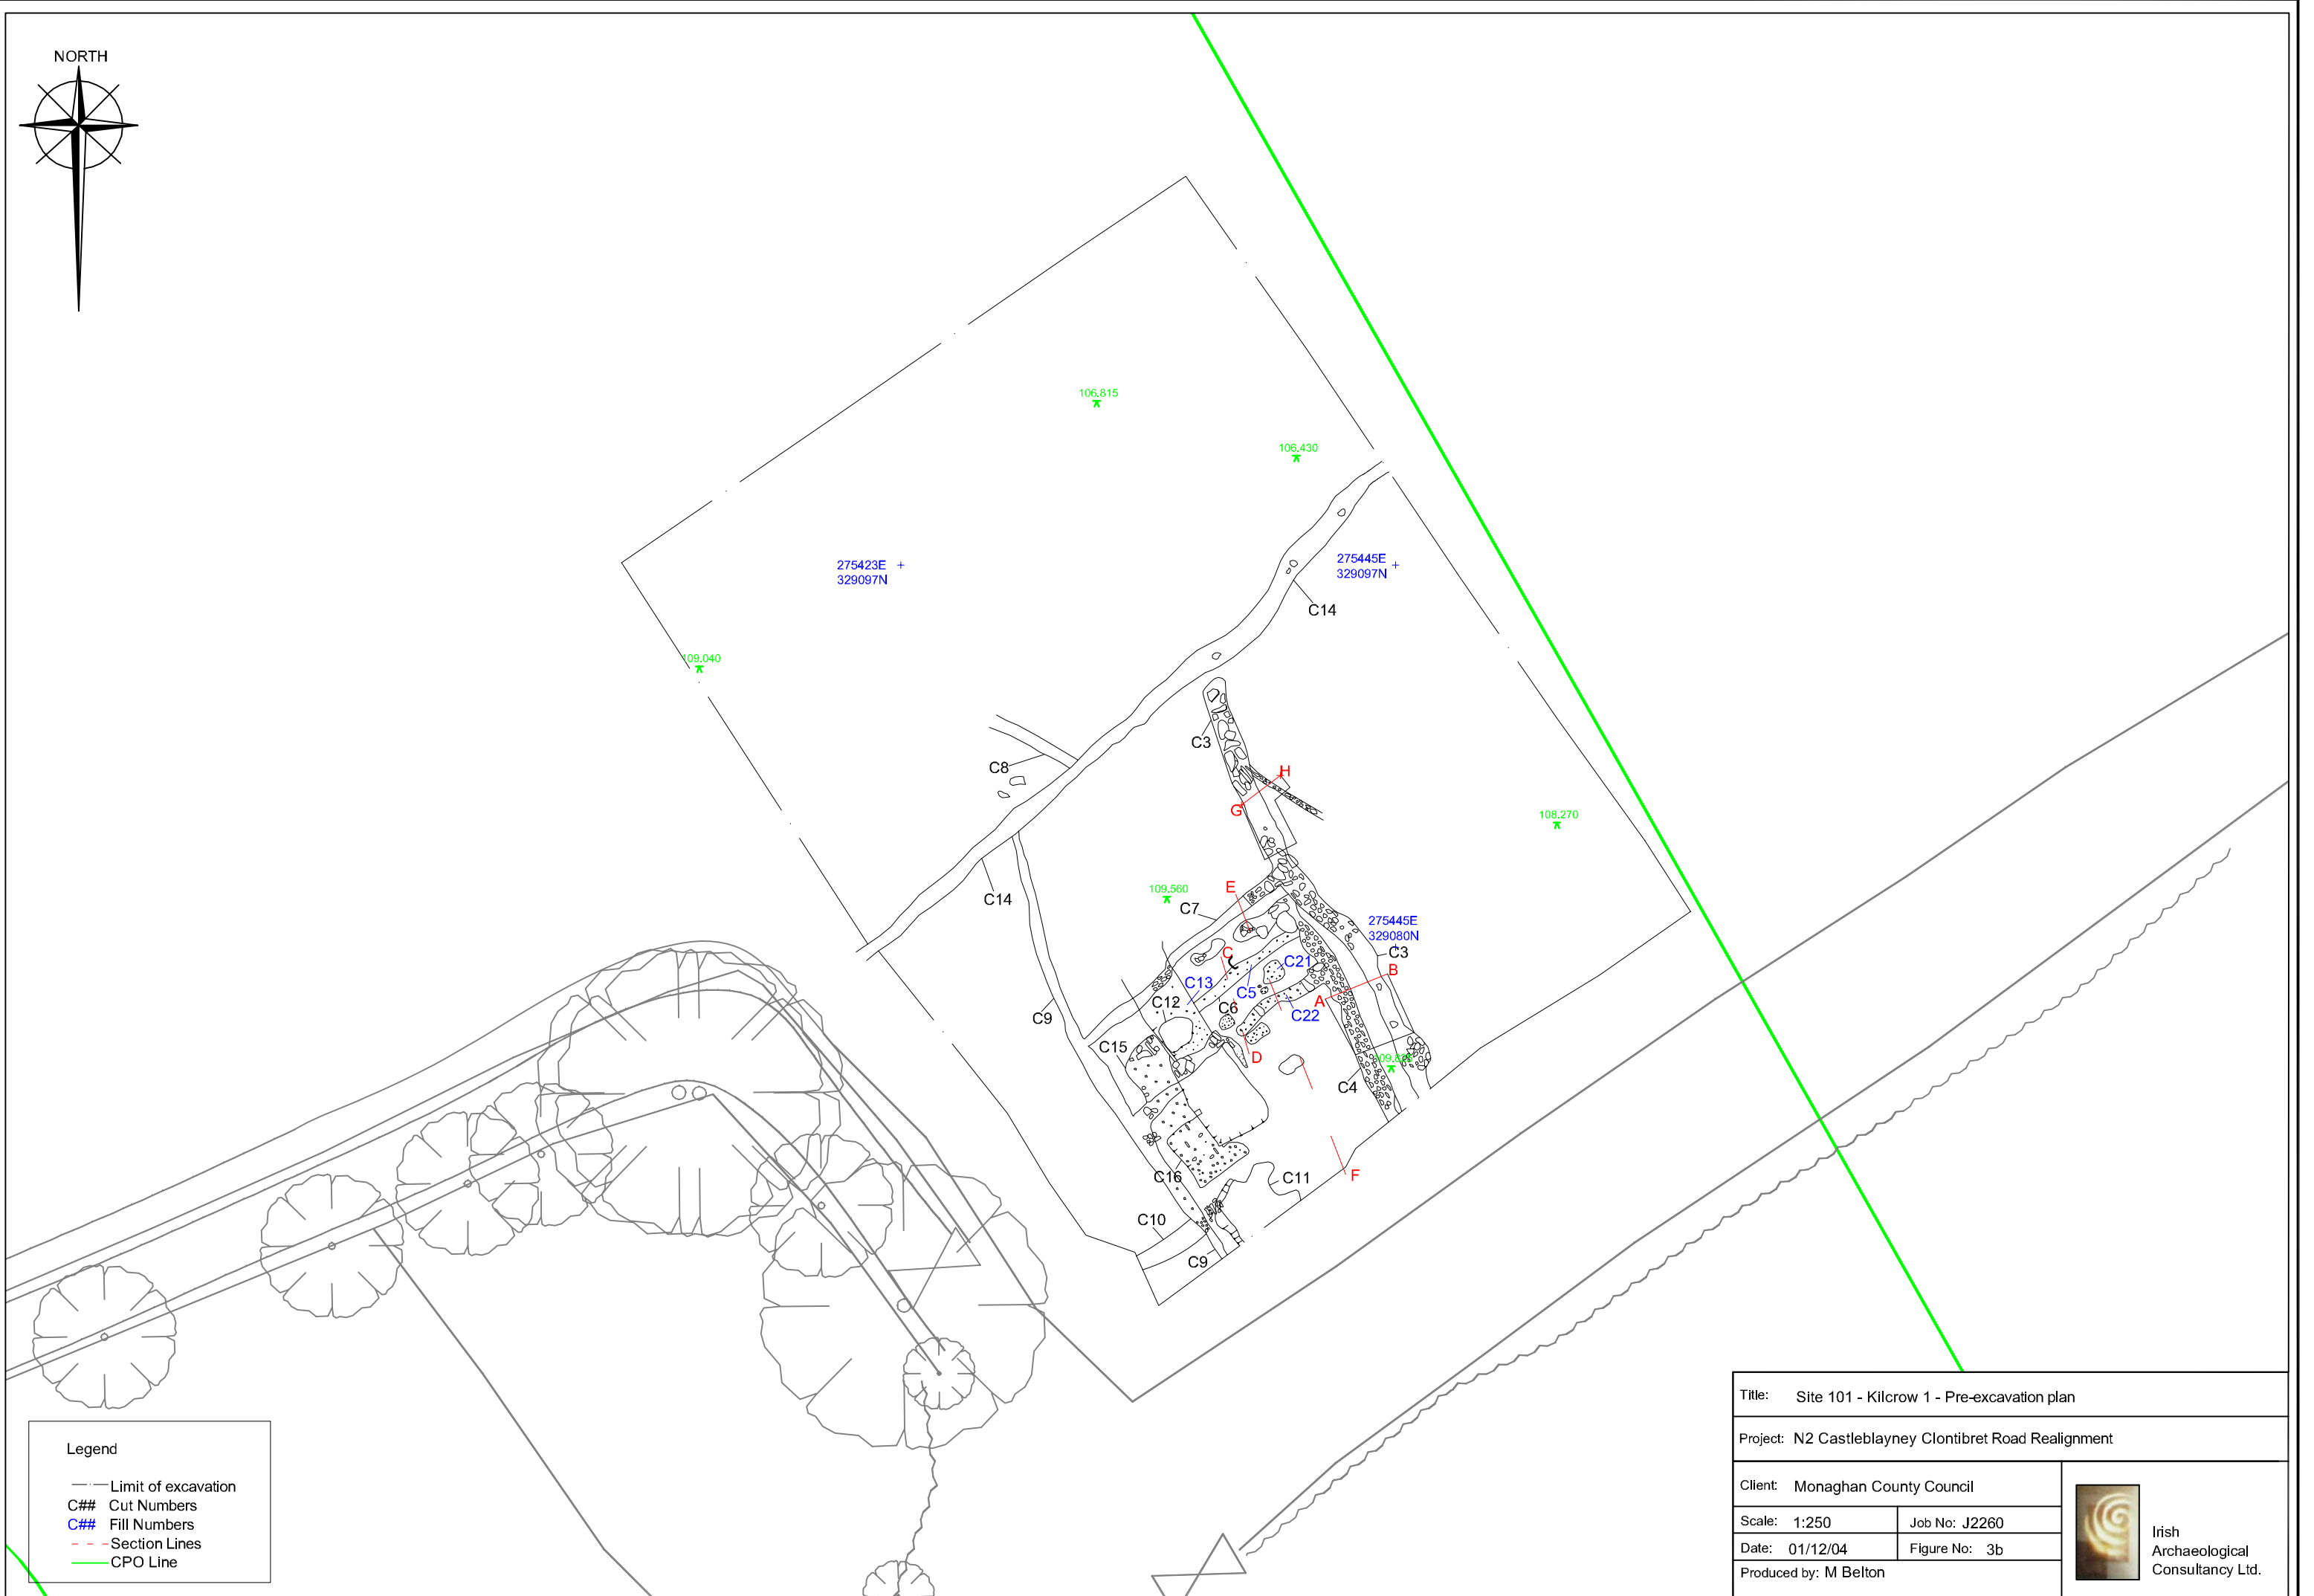 NORTH
106.815
106.430
275423E
329097N
275445E
329097N
C14
109.040
C3
C8
H
G
108.270
C14
109.560
E
C7
275445E
329080N
C3
C
C21
B
C13
C5
A
C12
C6
C22
C9
C15
D
C4
F
C16
C11
C10
C9
Legend
Limit of excavation
C## Cut Numbers
C## Fill Numbers
Section Lines
CPO Line
Title: Site 101 - Kilcrow 1 - Pre-excavation plan
Project: N2 Castleblayney Clontibret Road Realignment
Client: Monaghan County Council
Scale: 1:250
Job No: J2260
Date: 01/12/04
Figure No: 3b
Produced by: M Belton
Irish
Archaeological
Consultancy Ltd.